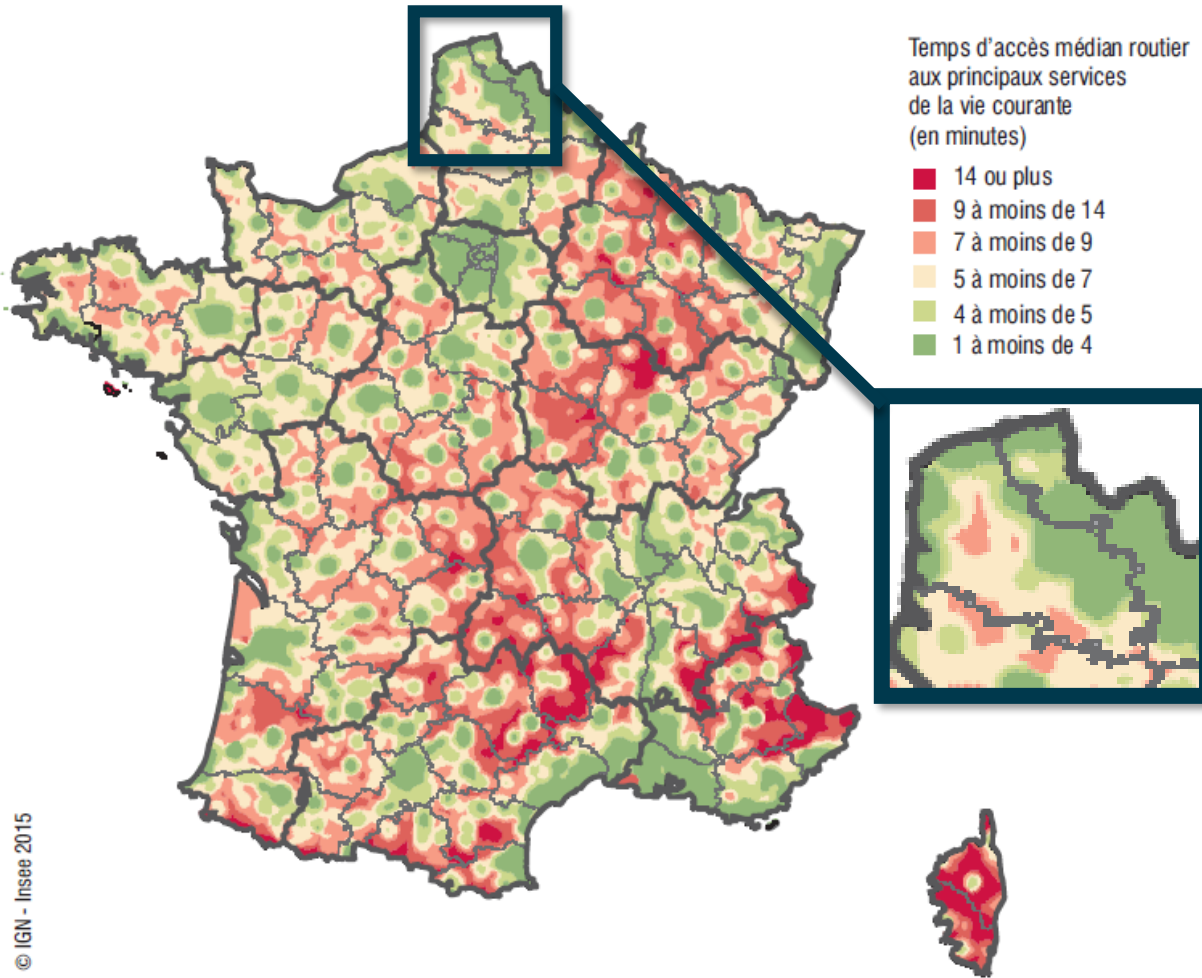 Temps d'accès médian routier
aux principaux services
de la vie courante
(en minutes)
14 ou plus
9 à moins de 14
7 à moins de 9
5 à moins de 7
4 à moins de 5
1 à moins de 4
© IGN - Insee 2015